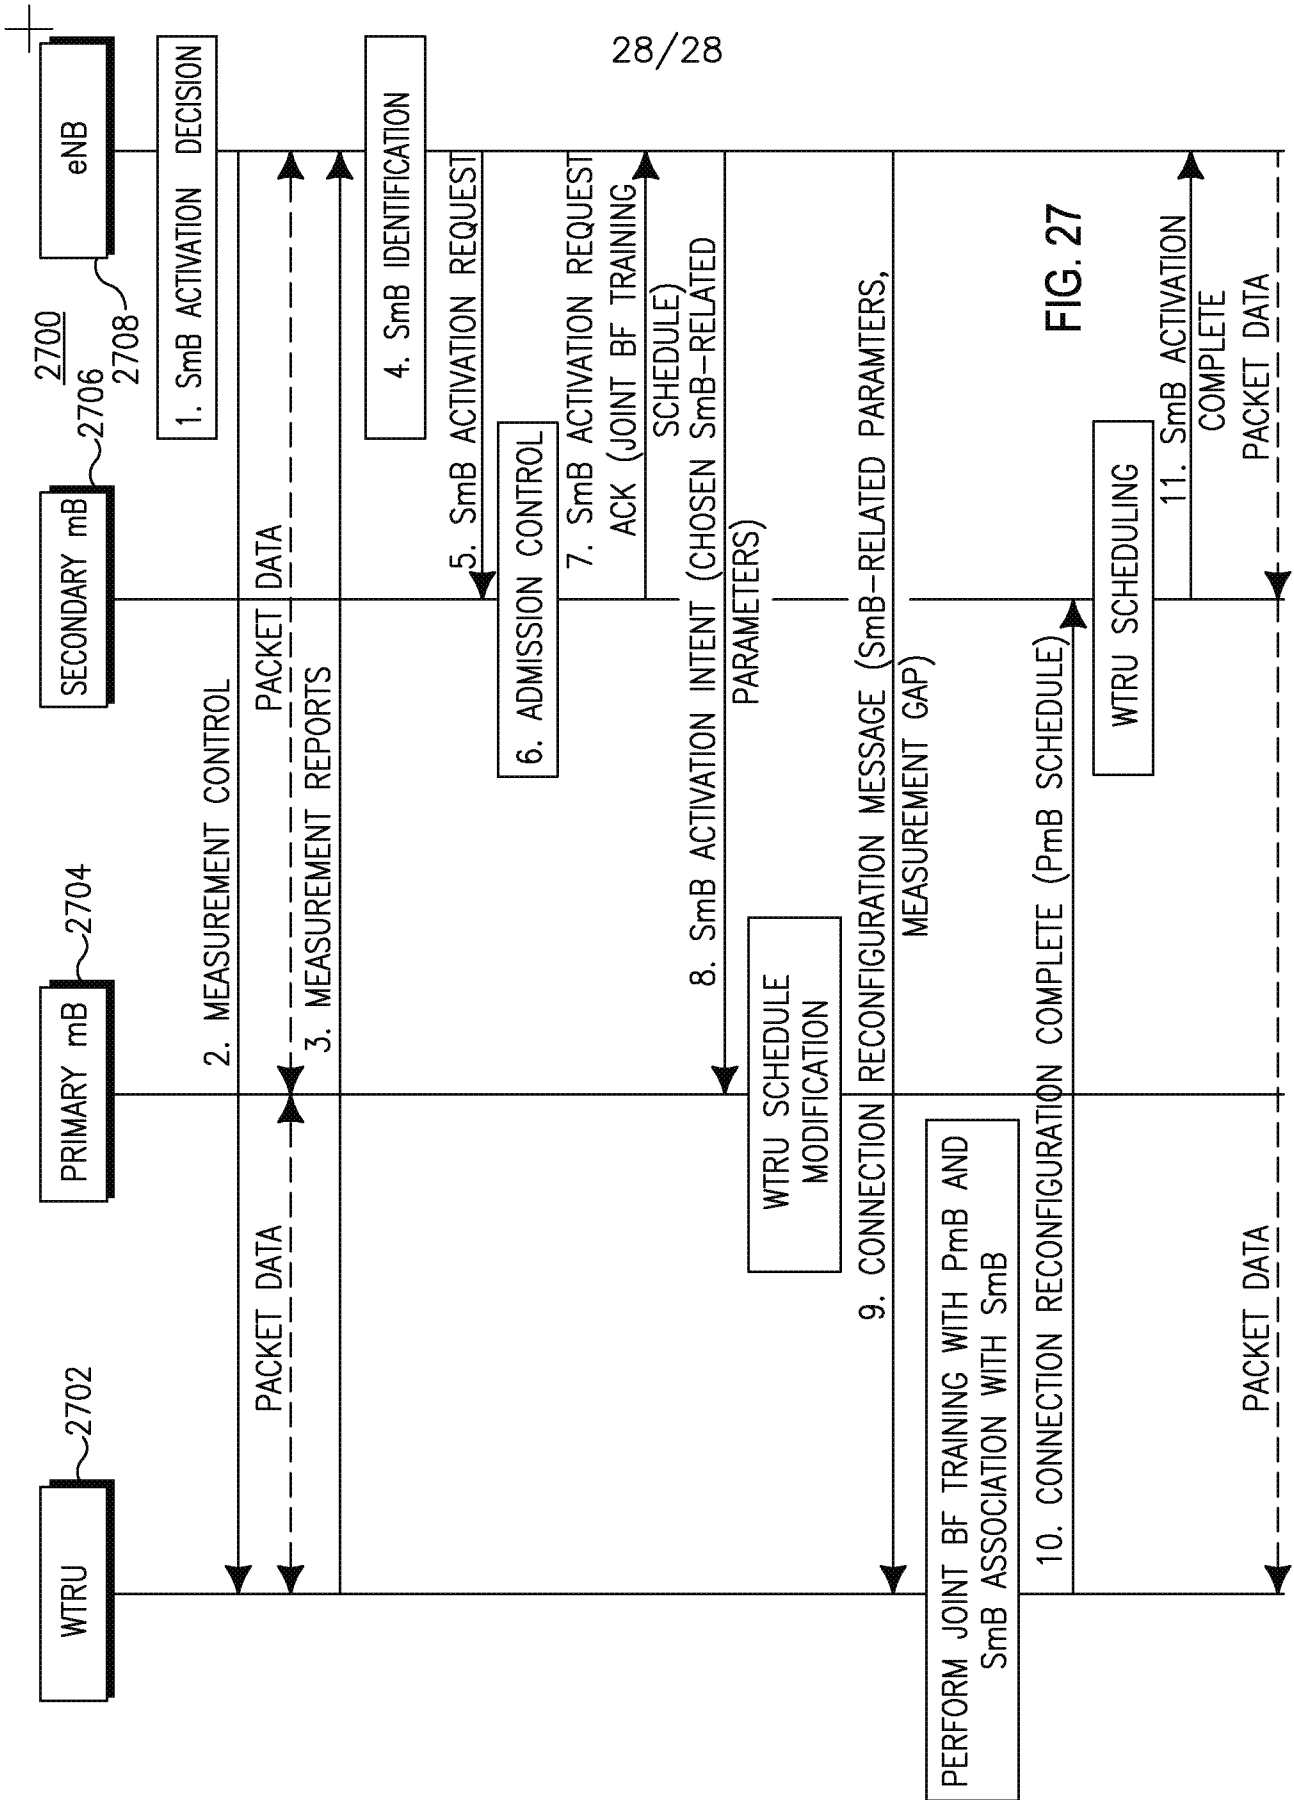 28/28
2700
WTRU
2702
PRIMARY mB
2704
SECONDARY mB
2706
eNB
2708
1. SmB ACTIVATION DECISION
2. MEASUREMENT CONTROL
PACKET DATA
PACKET DATA
3. MEASUREMENT REPORTS
4. SmB IDENTIFICATION
5. SmB ACTIVATION REQUEST
6. ADMISSION CONTROL
7. SmB ACTIVATION REQUEST
ACK (JOINT BF TRAINING
SCHEDULE)
8. SmB ACTIVATION INTENT (CHOSEN SmB-RELATED
PARAMETERS)
WTRU SCHEDULE
MODIFICATION
9. CONNECTION RECONFIGURATION MESSAGE (SmB-RELATED PARAMTERS,
MEASUREMENT GAP)
PERFORM JOINT BF TRAINING WITH PmB AND
SmB ASSOCIATION WITH SmB
10. CONNECTION RECONFIGURATION COMPLETE (PmB SCHEDULE)
WTRU SCHEDULING
11. SmB ACTIVATION
COMPLETE
PACKET DATA
PACKET DATA
FIG. 27